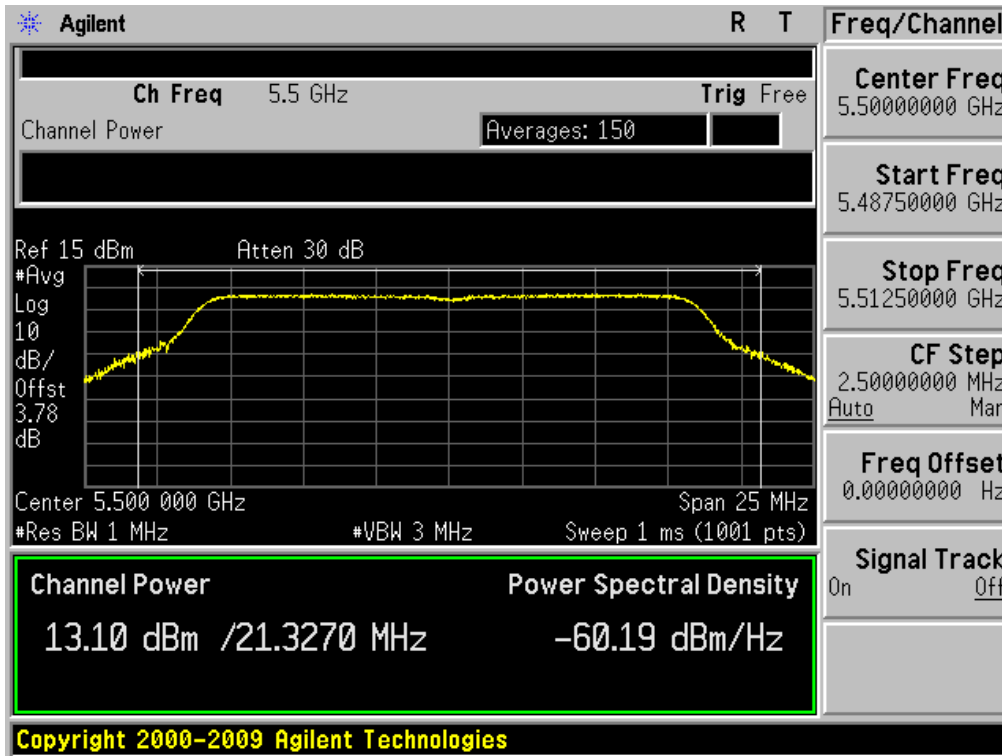 Agilent R T
Ch Freq 5.5 GHz Trig Free
Channel Power Averages: 150
Ref 15 dBm Atten 30 dB
#Avg
Log
10
dB/
Offst
3.78
dB
Center 5.500 000 GHz Span 25 MHz
#Res BW 1 MHz #VBW 3 MHz Sweep 1 ms (1001 pts)
Channel Power Power Spectral Density
13.10 dBm /21.3270 MHz -60.19 dBm/Hz
Copyright 2000-2009 Agilent Technologies
Freq/Channel
Center Freq
5.50000000 GHz
Start Freq
5.48750000 GHz
Stop Freq
5.51250000 GHz
CF Step
2.50000000 MHz
Auto Man
Freq Offset
0.00000000 Hz
Signal Track
On Off